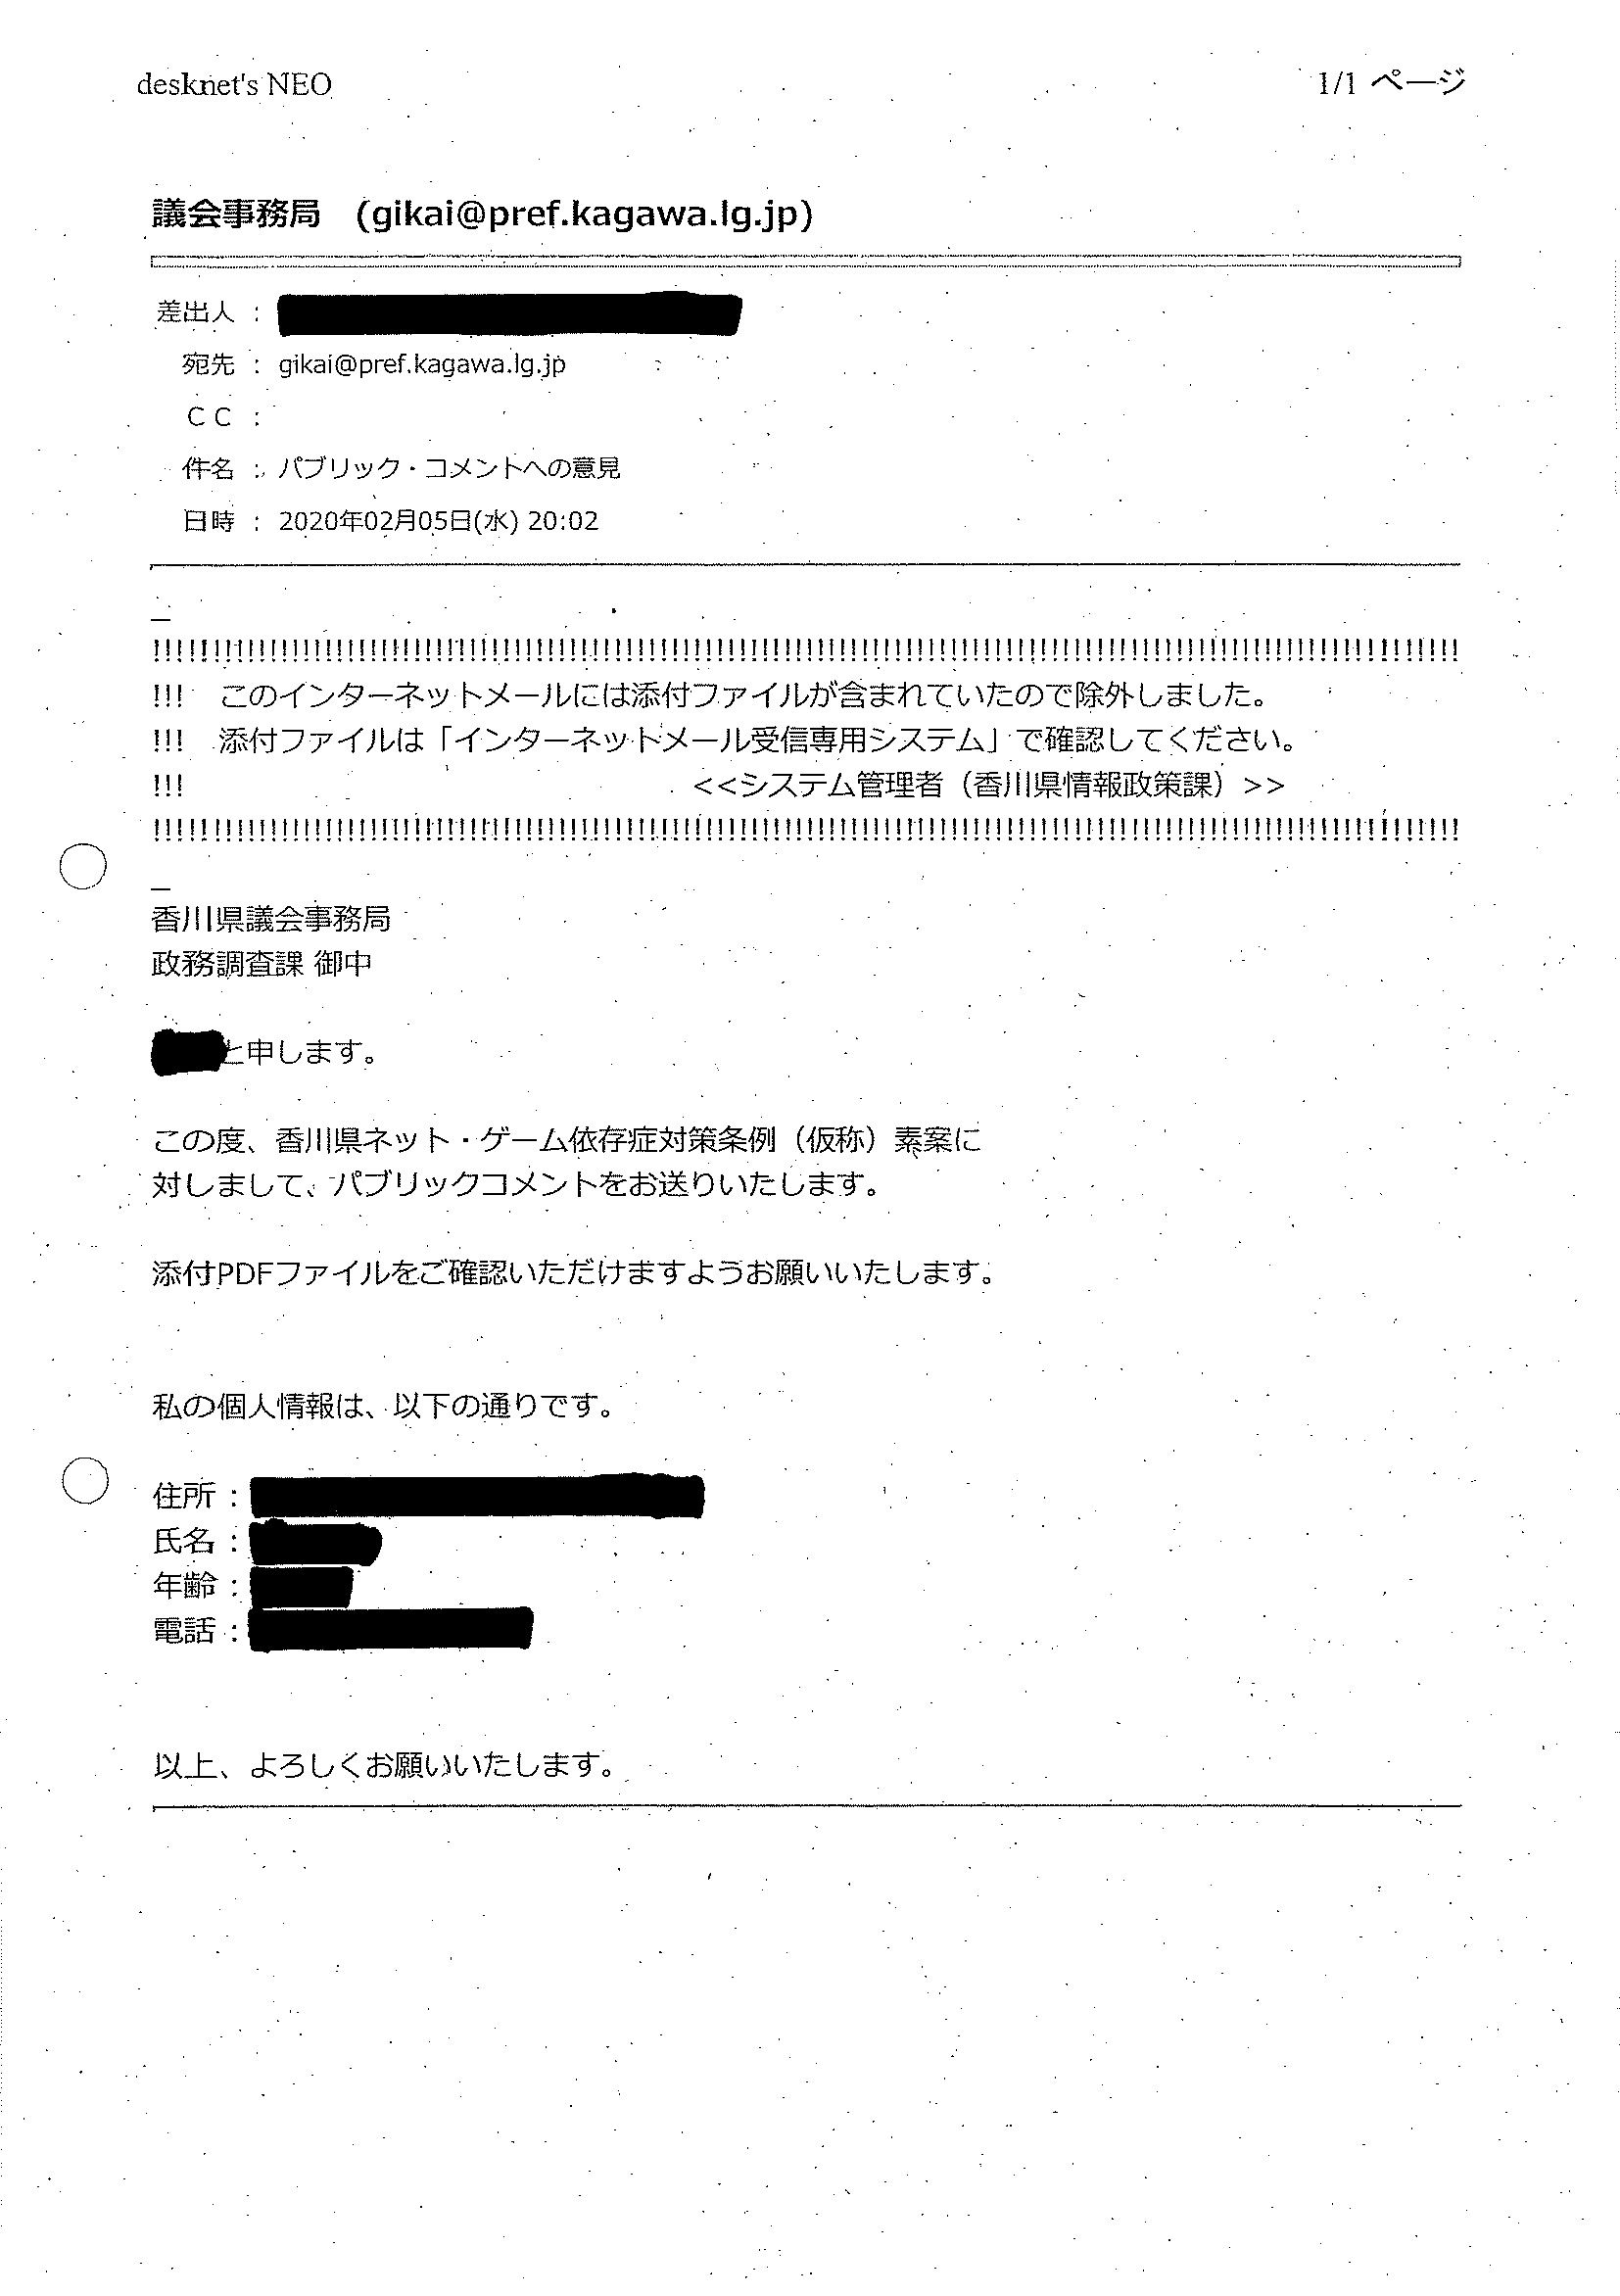 desknet's NEO
1/1 ページ
議会事務局　(gikai@pref.kagawa.lg.jp)
差出人 ：
宛先 ： gikai@pref.kagawa.lg.jp
ＣＣ ：
件名 ： パブリック・コメントへの意見
日時 ： 2020年02月05日(水) 20:02
_
!!!!!!!!!!!!!!!!!!!!!!!!!!!!!!!!!!!!!!!!!!!!!!!!!!!!!!!!!!!!!!!!!!!!!!!!!!!!!!!!!!!!!!!!!!!!!!!!!!!!!!!!!!!!!!
!!!　このインターネットメールには添付ファイルが含まれていたので除外しました。
!!!　添付ファイルは「インターネットメール受信専用システム」で確認してください。
!!!　　　　　　　　　　　　　　　　　<<システム管理者（香川県情報政策課）>>
!!!!!!!!!!!!!!!!!!!!!!!!!!!!!!!!!!!!!!!!!!!!!!!!!!!!!!!!!!!!!!!!!!!!!!!!!!!!!!!!!!!!!!!!!!!!!!!!!!!!!!!!!!!!!!
_
香川県議会事務局
政務調査課 御中
と申します。
この度、香川県ネット・ゲーム依存症対策条例（仮称）素案に
対しまして、パブリックコメントをお送りいたします。
添付PDFファイルをご確認いただけますようお願いいたします。
私の個人情報は、以下の通りです。
住所：
氏名：
年齢：
電話：
以上、よろしくお願いいたします。